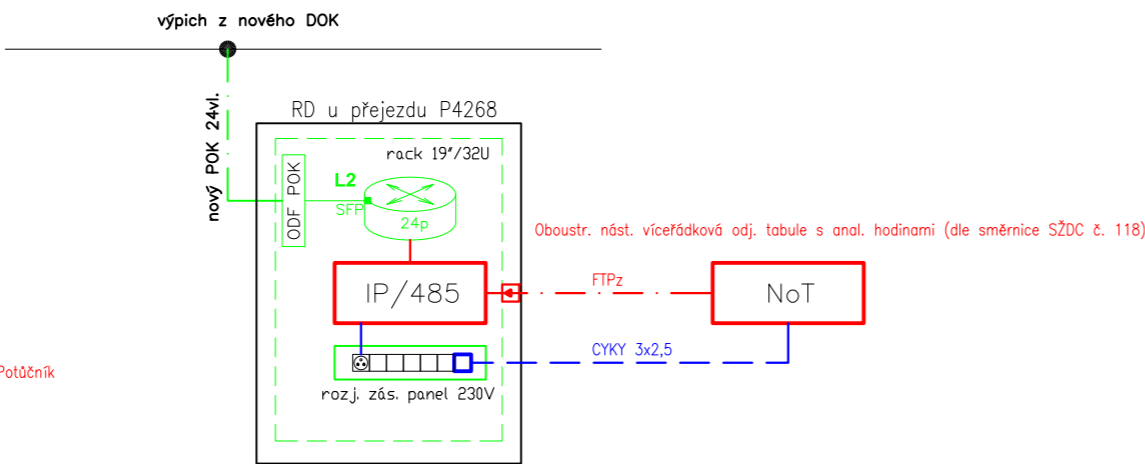 výpich z nového DOK
nový POK 24vl.
RD u přejezdu P4268
rack 19"/32U
ODF POK
L2
SFP
24p
Oboustr. nást. víceřádková odj. tabule s anal. hodinami (dle směrnice SŽDC č. 118)
IP/485
FTPz
NoT
CYKY 3x2,5
Potůčník
rozj. zás. panel 230V